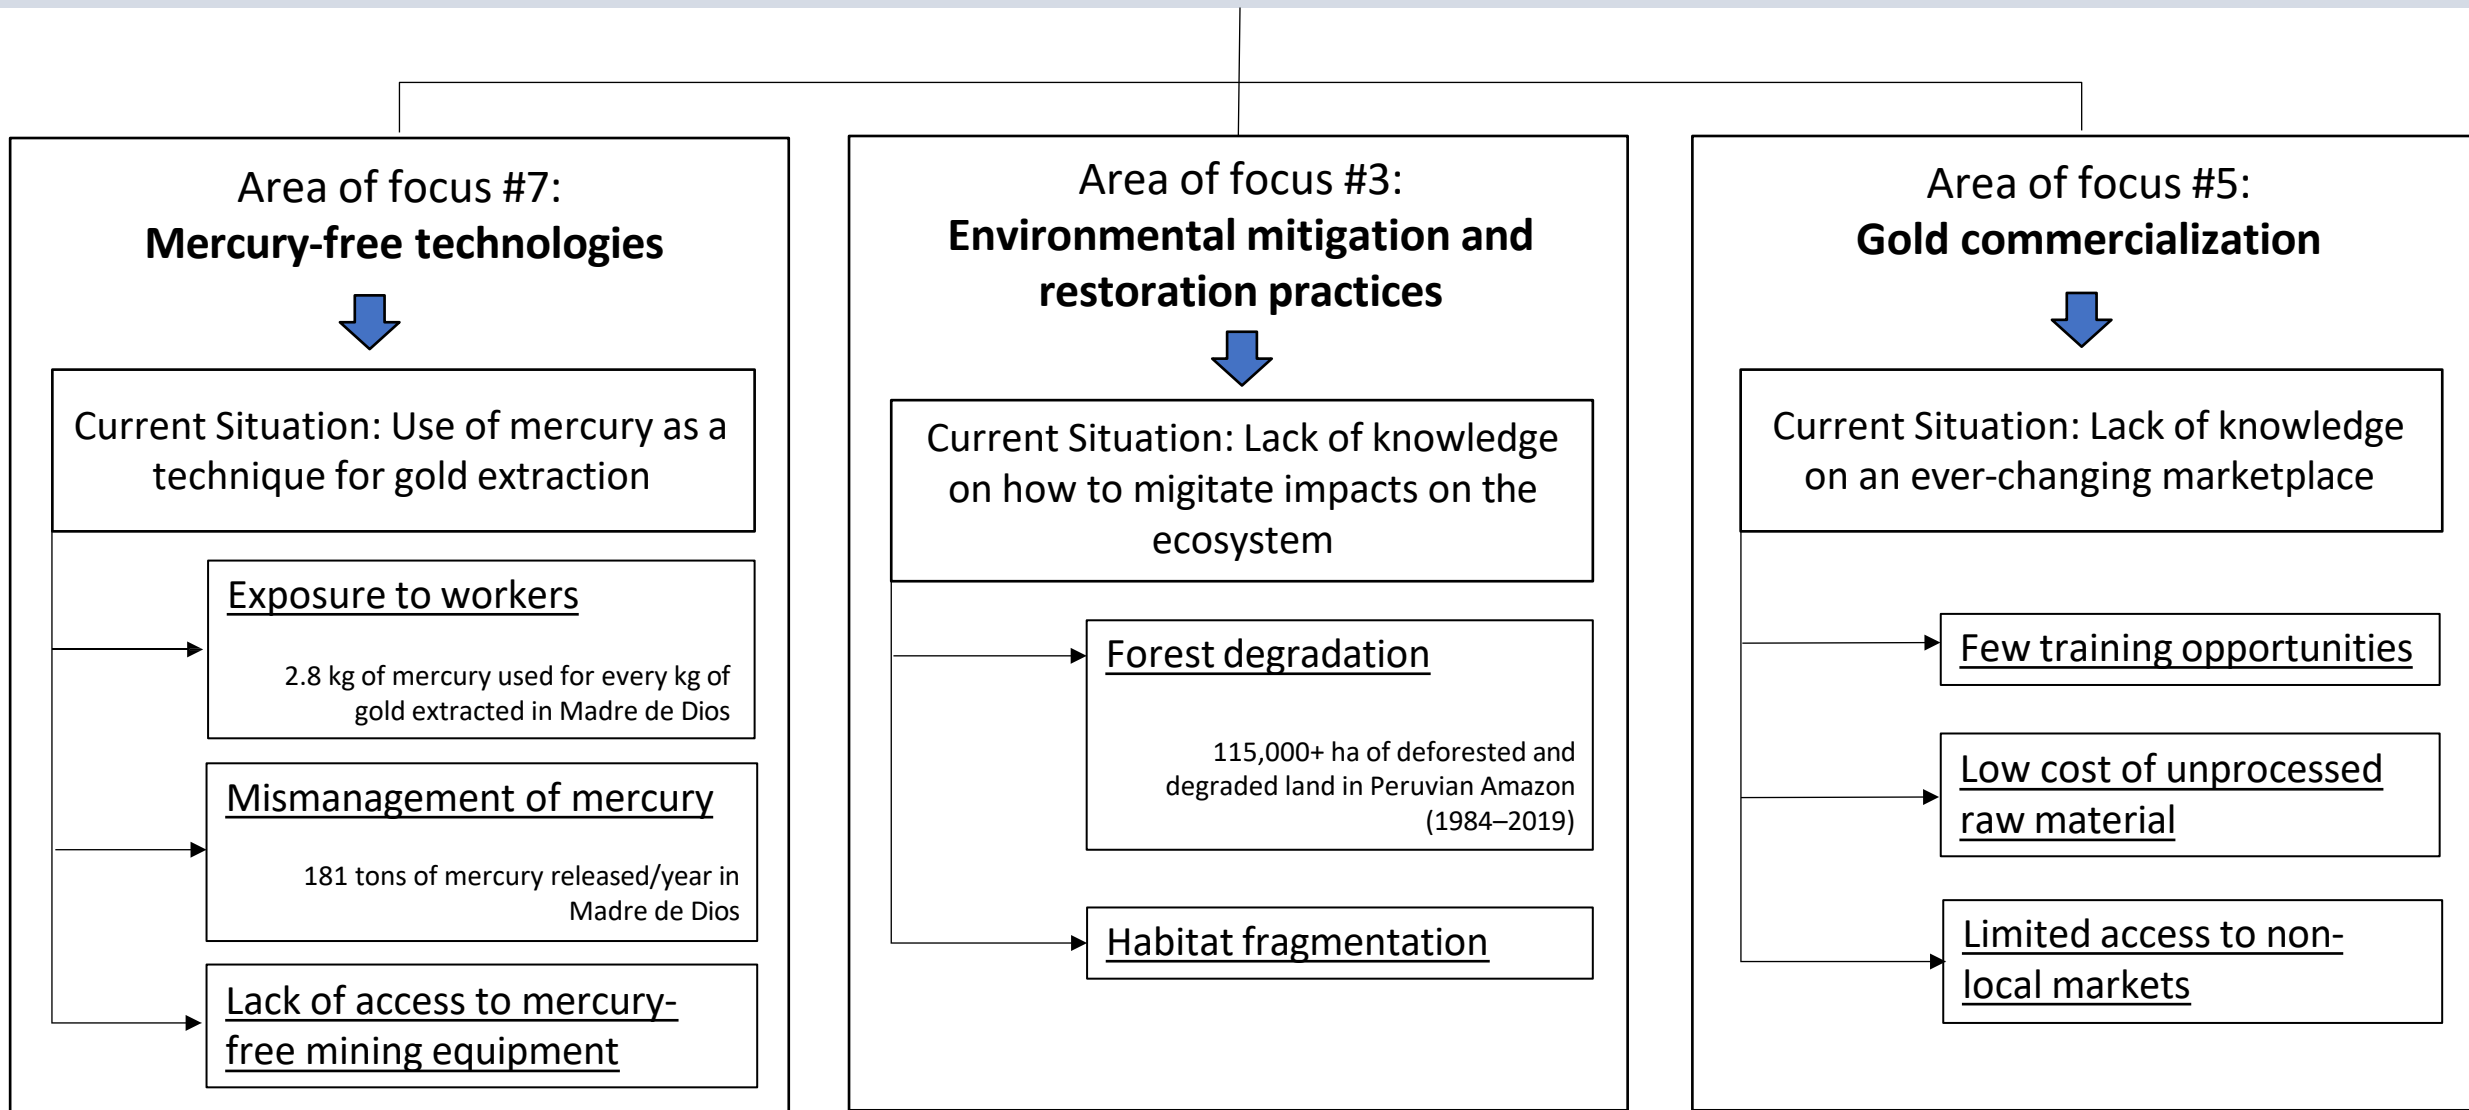 Area of focus #7:
Mercury-free technologies
Current Situation: Use of mercury as a
technique for gold extraction
Exposure to workers
2.8 kg of mercury used for every kg of
gold extracted in Madre de Dios
Mismanagement of mercury
181 tons of mercury released/year in
Madre de Dios
Lack of access to mercury-
free mining equipment
Area of focus #3:
Environmental mitigation and
restoration practices
Current Situation: Lack of knowledge
on how to migitate impacts on the
ecosystem
Forest degradation
115,000+ ha of deforested and
degraded land in Peruvian Amazon
(1984–2019)
Habitat fragmentation
Area of focus #5:
Gold commercialization
Current Situation: Lack of knowledge
on an ever-changing marketplace
Few training opportunities
Low cost of unprocessed
raw material
Limited access to non-
local markets